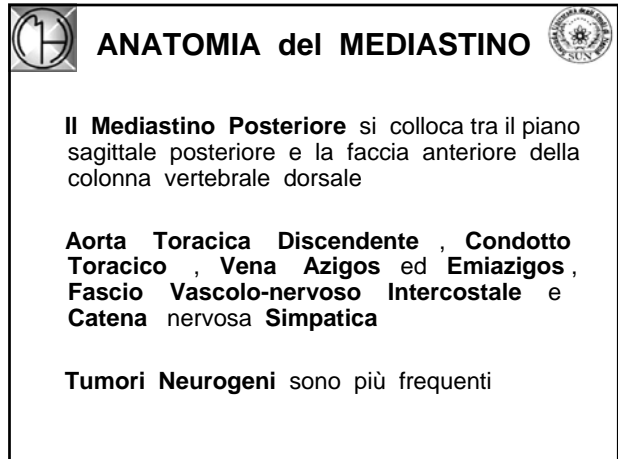 ANATOMIA del MEDIASTINO
SUN
Il Mediastino Posteriore si colloca tra il piano
sagittale posteriore e la faccia anteriore della
colonna vertebrale dorsale
Aorta Toracica Discendente , Condotto
Toracico , Vena Azigos ed Emiazigos ,
Fascio Vascolo-nervoso Intercostale e
Catena nervosa Simpatica
Tumori Neurogeni sono più frequenti